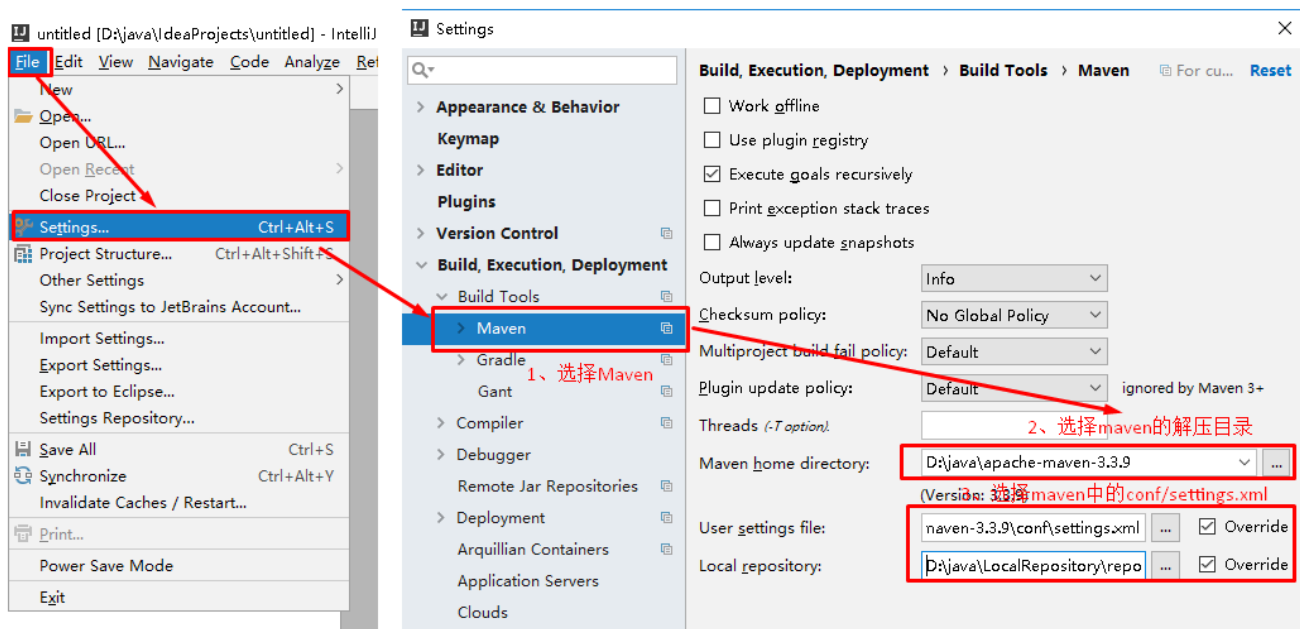 untitled [D:\java\IdeaProjects\untitled] - IntelliJ
File Edit View Navigate Code Analyze Ref
New
Open...
Open URL...
Open Recent
Close Project
Settings... Ctrl+Alt+S
Project Structure... Ctrl+Alt+Shift+S
Other Settings
Sync Settings to JetBrains Account...
Import Settings...
Export Settings...
Export to Eclipse...
Settings Repository...
Save All Ctrl+S
Synchronize Ctrl+Alt+Y
Invalidate Caches / Restart...
Print...
Power Save Mode
Exit
Settings
Appearance & Behavior
Keymap
Editor
Plugins
Version Control
Build, Execution, Deployment
Build Tools
Maven
Gradle
1、选择Maven
Gant
Compiler
Debugger
Remote Jar Repositories
Deployment
Arquillian Containers
Application Servers
Clouds
Build, Execution, Deployment › Build Tools › Maven For cu... Reset
Work offline
Use plugin registry
Execute goals recursively
Print exception stack traces
Always update snapshots
Output level: Info
Checksum policy: No Global Policy
Multiproject build fail policy: Default
Plugin update policy: Default ignored by Maven 3+
Threads (-T option).
2、选择maven的解压目录
Maven home directory: D:\java\apache-maven-3.3.9 ...
(Version: 3.3.9)
3、选择maven中的conf/settings.xml
User settings file: naven-3.3.9\conf\settings.xml ... Override
Local repository: D:\java\LocalRepository\repo ... Override